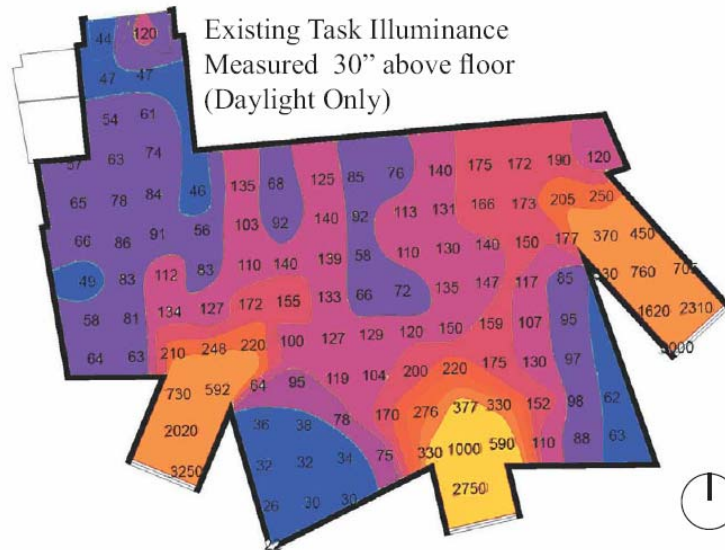 Existing Task Illuminance
Measured 30” above floor
(Daylight Only)
44 120
47 47
54 61
57 63 74
46 135 68 125 85 76 140 175 172 190 120
65 78 84
103 92 140 92 113 131 166 173 205 250
66 86 91 56
110 140 139 58 110 130 140 150 177 370 450
49 83 112 83
133 66 72 135 147 117 85 760
58 81 134 127 172 155
100 127 129 120 150 159 107 95 1620 2310
64 63 210 248 220
119 104 200 220 175 130 97
730 592 64 95
78 170 276 377 330 152 98 62
2020 36 38
75 330 1000 590 110 88 63
3250 32 32 34
2750
26 30 30